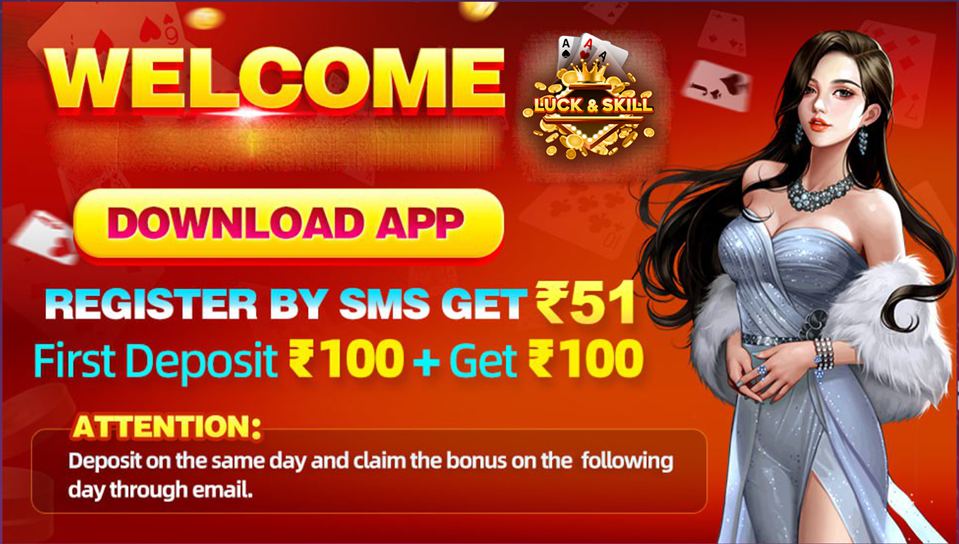 WELCOME
A A A
LUCK & SKILL
DOWNLOAD APP
REGISTER BY SMS GET ₹51
First Deposit ₹100 + Get ₹100
ATTENTION:
Deposit on the same day and claim the bonus on the following
day through email.